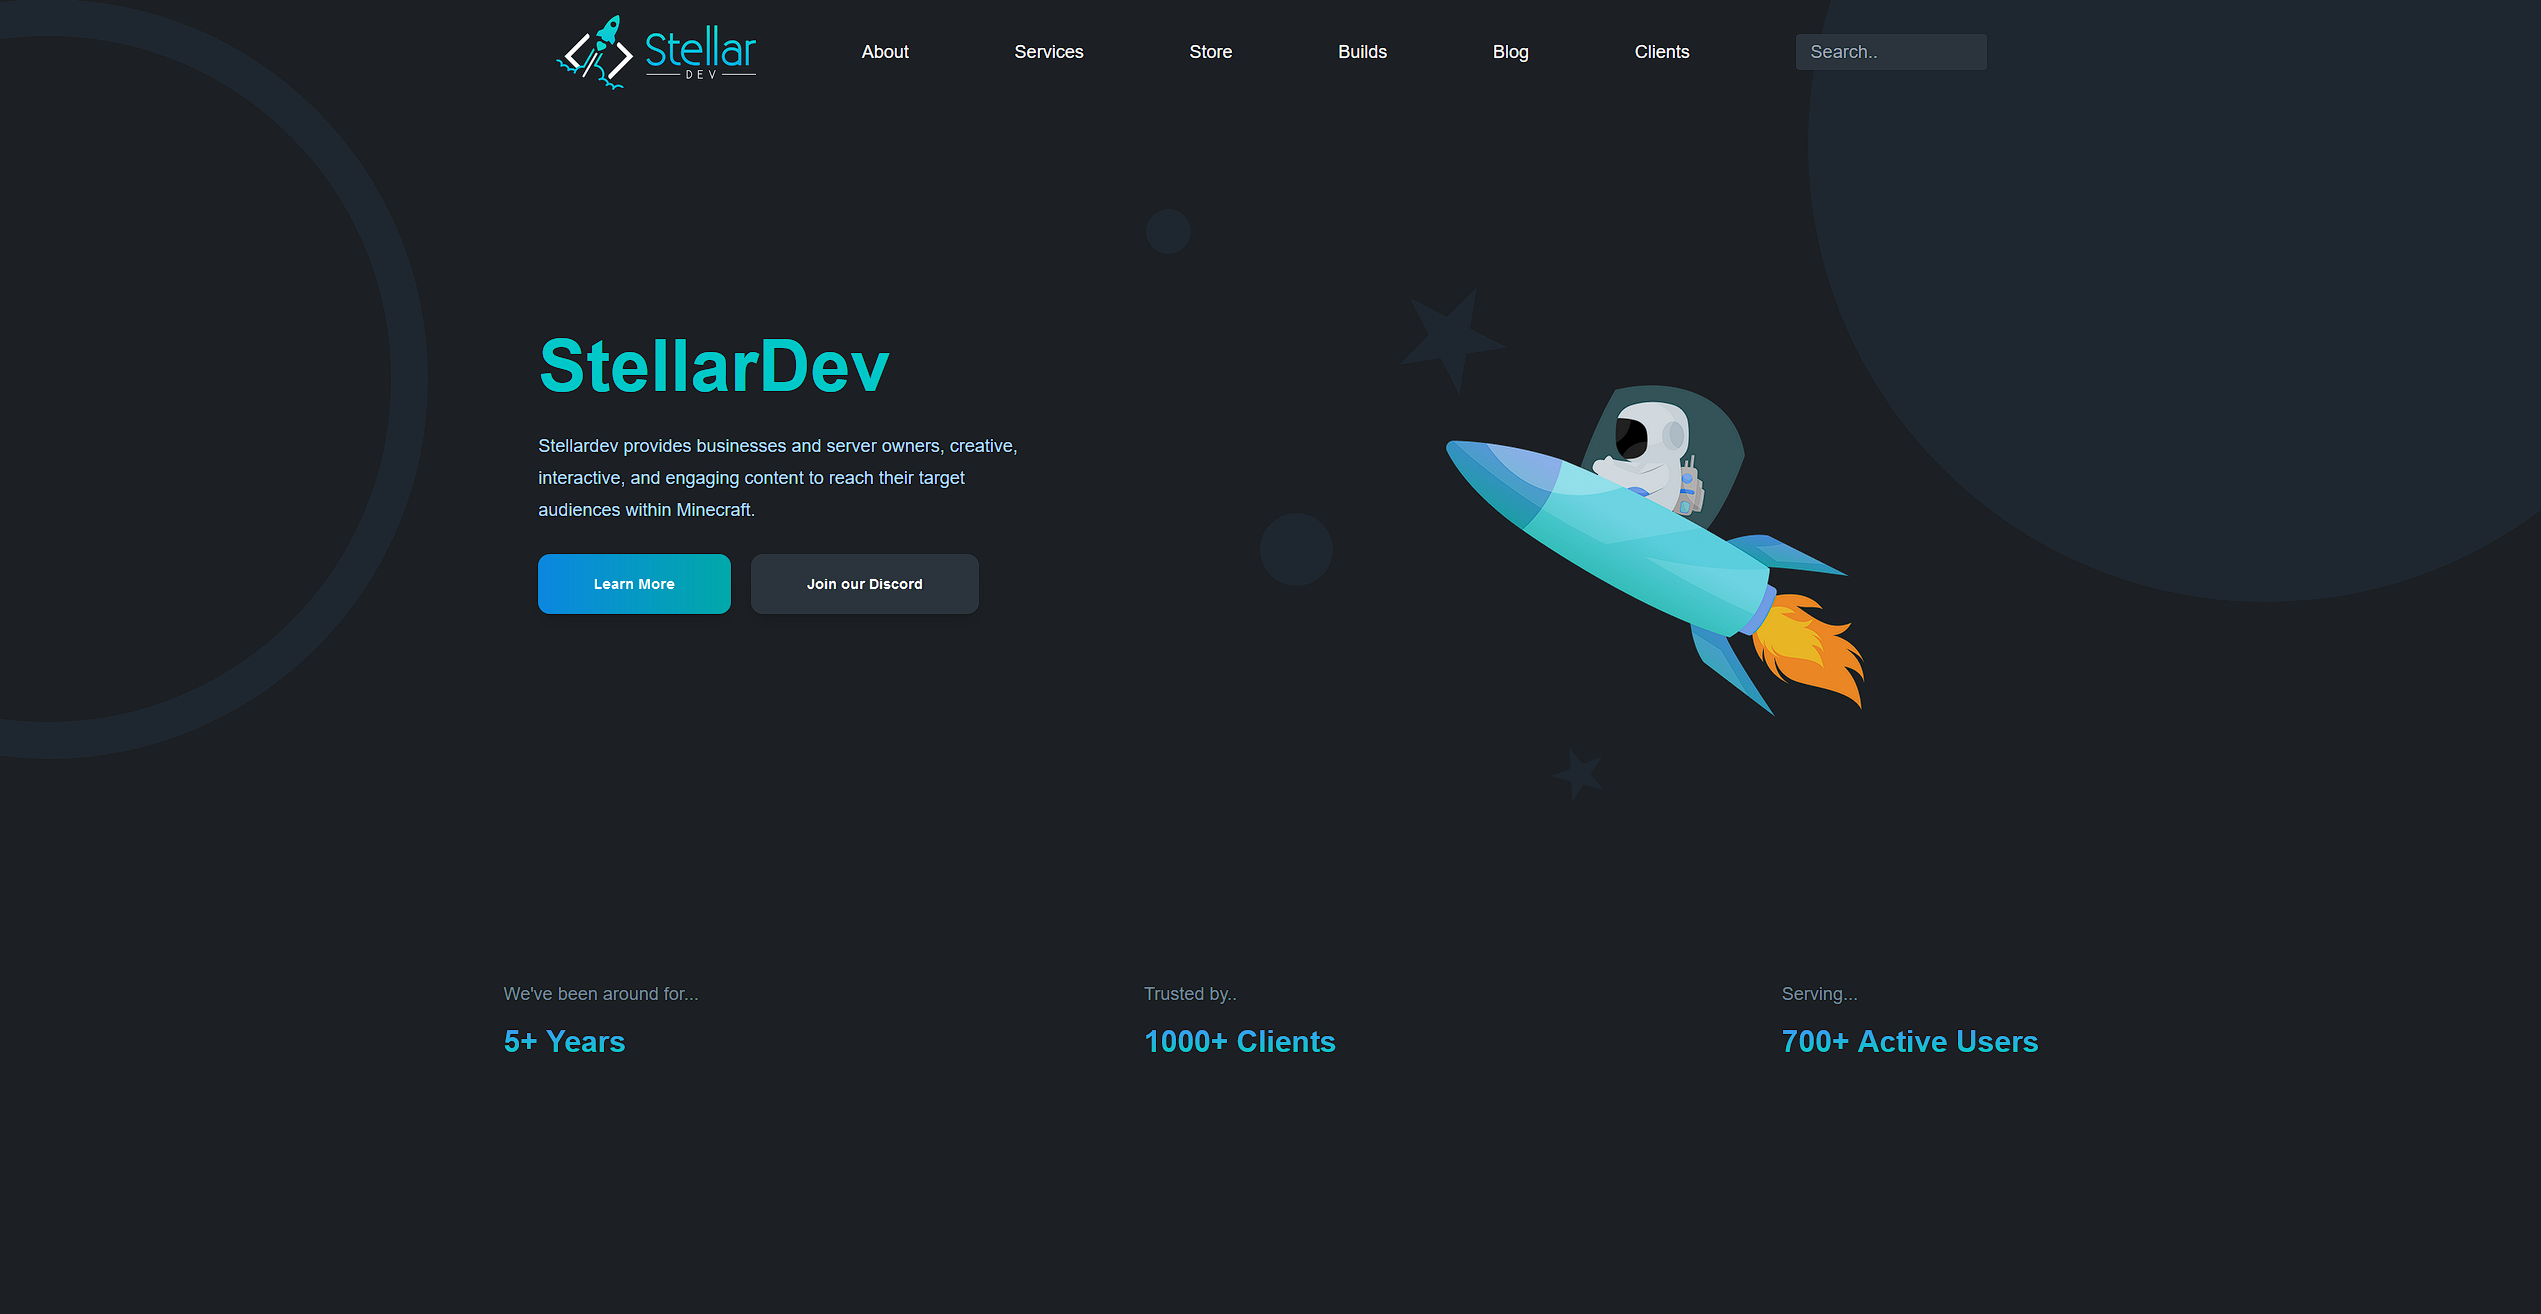 Stellar
DEV
About
Services
Store
Builds
Blog
Clients
Search..
StellarDev
Stellardev provides businesses and server owners, creative,
interactive, and engaging content to reach their target
audiences within Minecraft.
Learn More
Join our Discord
We've been around for...
5+ Years
Trusted by..
1000+ Clients
Serving...
700+ Active Users